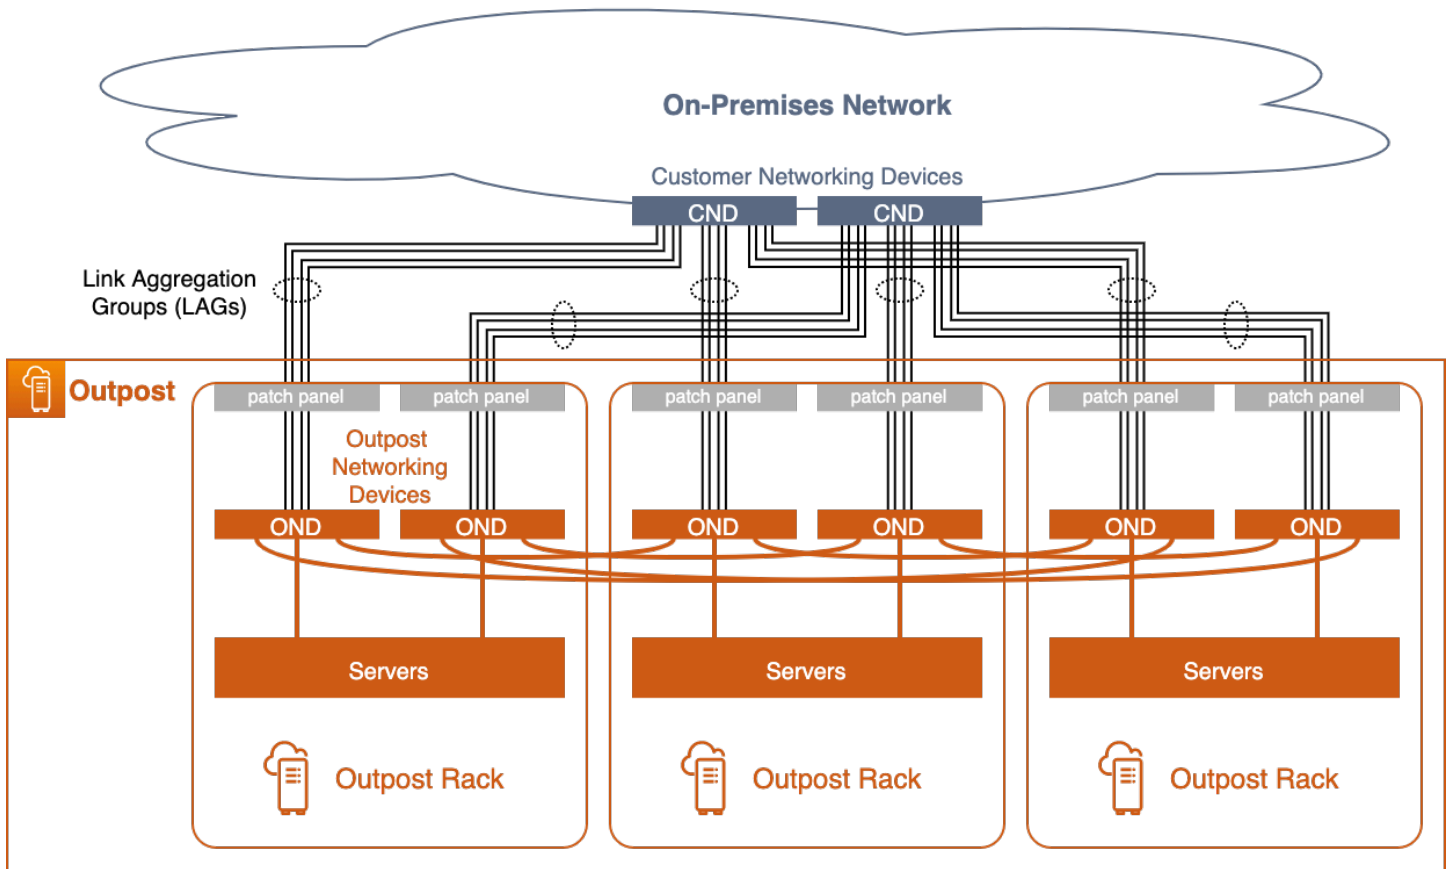 On-Premises Network
Customer Networking Devices
CND
CND
Link Aggregation
Groups (LAGs)
Outpost
patch panel
patch panel
patch panel
patch panel
patch panel
patch panel
Outpost
Networking
Devices
OND
OND
OND
OND
OND
OND
Servers
Servers
Servers
Outpost Rack
Outpost Rack
Outpost Rack